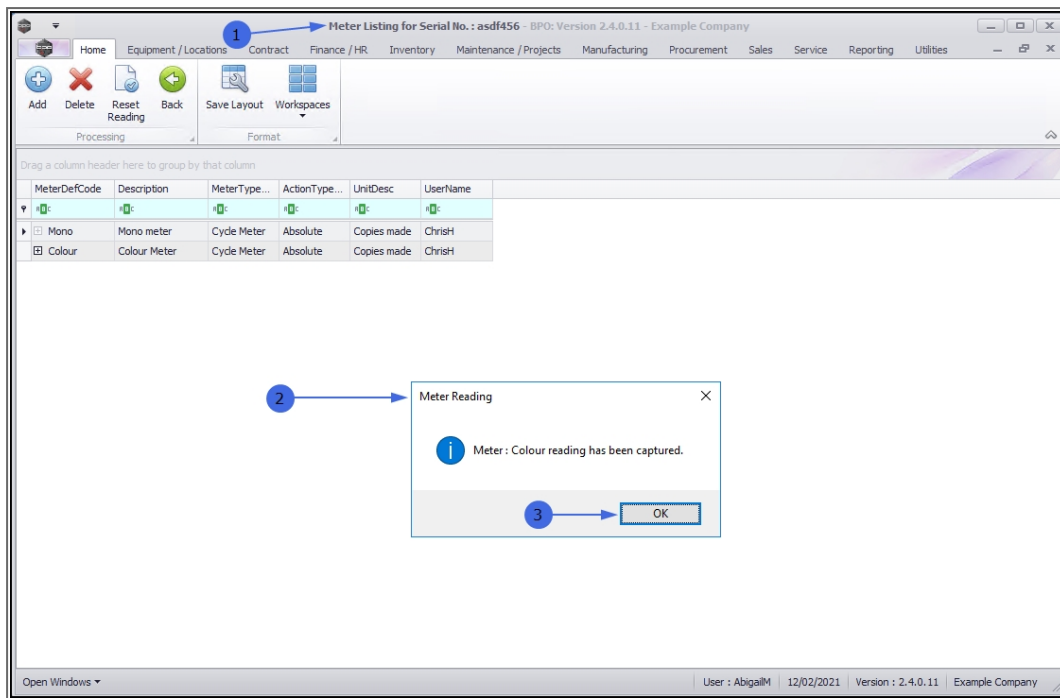 Meter Listing for Serial No. : asdf456 - BPO: Version 2.4.0.11 - Example Company
1
Home Equipment / Locations Contract Finance / HR Inventory Maintenance / Projects Manufacturing Procurement Sales Service Reporting Utilities
Add Delete Reset Reading Back Save Layout Workspaces
Processing Format
Drag a column header here to group by that column
MeterDefCode Description MeterType... ActionType... UnitDesc UserName
Mono Mono meter Cycle Meter Absolute Copies made ChrisH
Colour Colour Meter Cycle Meter Absolute Copies made ChrisH
2
Meter Reading
Meter : Colour reading has been captured.
3
OK
Open Windows User : AbigailM 12/02/2021 Version : 2.4.0.11 Example Company